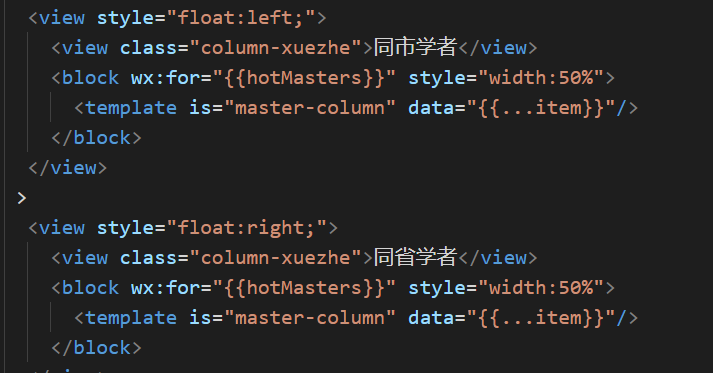 <view style="float:left;">
<view class="column-xuezhe">同市学者</view>
<block wx:for="{{hotMasters}}" style="width:50%">
<template is="master-column" data="{{...item}}"/>
</block>
</view>
>
<view style="float:right;">
<view class="column-xuezhe">同省学者</view>
<block wx:for="{{hotMasters}}" style="width:50%">
<template is="master-column" data="{{...item}}"/>
</block>